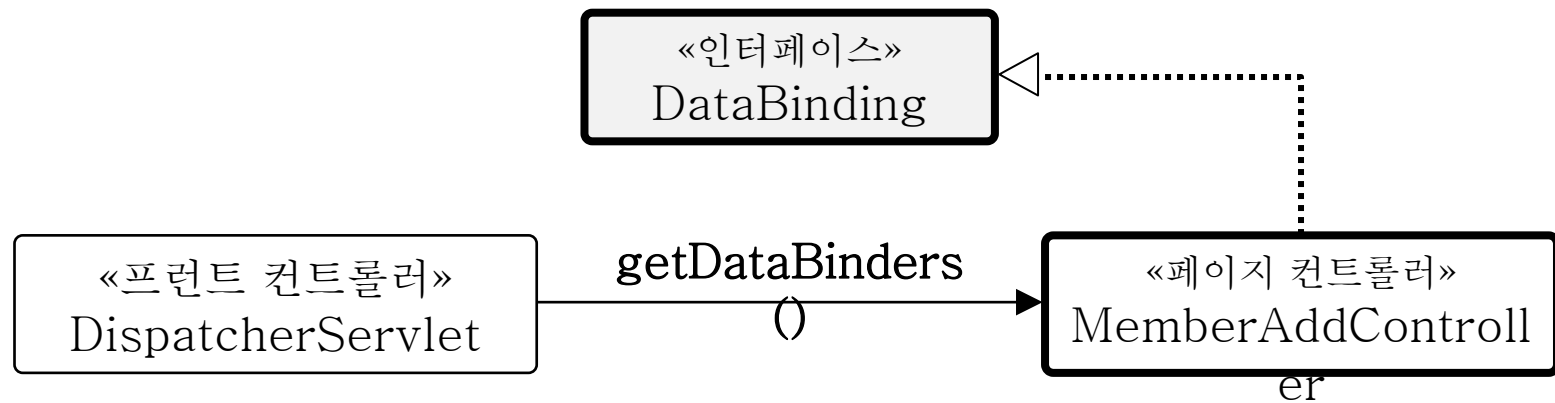 «인터페이스»
DataBinding
«프런트 컨트롤러»
DispatcherServlet
getDataBinders
()
«페이지 컨트롤러»
MemberAddControll
er